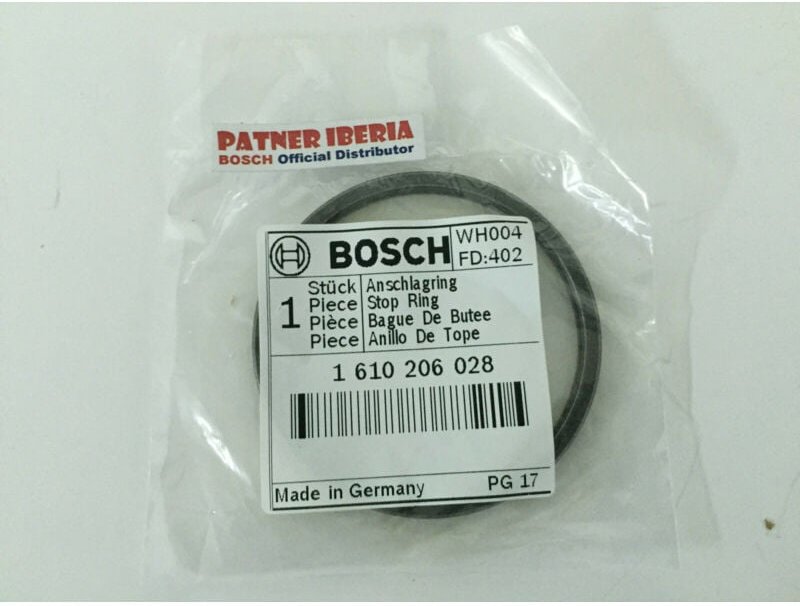 PATNER IBERIA
BOSCH Official Distributor
BOSCH
WH004
FD:402
1
Stück Anschlagring
Piece Stop Ring
Pièce Bague De Butee
Piece Anillo De Tope
1 610 206 028
Made in Germany PG 17